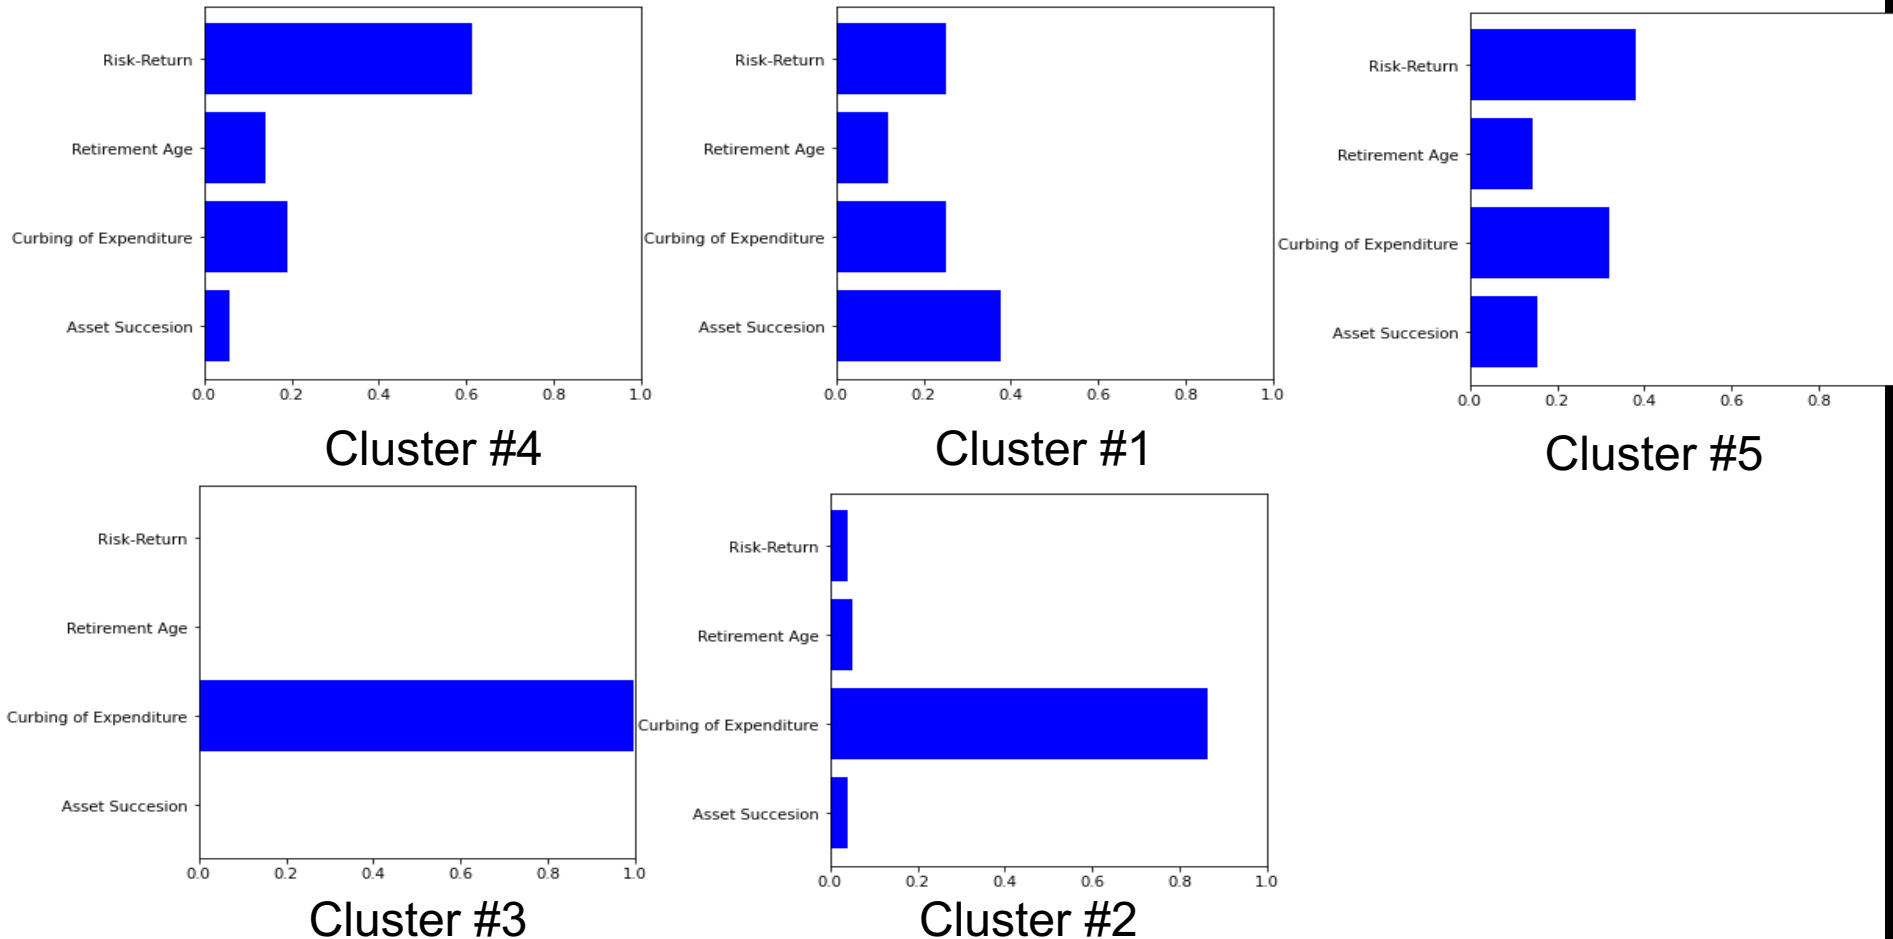 Risk-Return
Retirement Age
Curbing of Expenditure
Asset Succesion
0.0 0.2 0.4 0.6 0.8 1.0
Cluster #4
Risk-Return
Retirement Age
Curbing of Expenditure
Asset Succesion
0.0 0.2 0.4 0.6 0.8 1.0
Cluster #1
Risk-Return
Retirement Age
Curbing of Expenditure
Asset Succesion
0.0 0.2 0.4 0.6 0.8
Cluster #5
Risk-Return
Retirement Age
Curbing of Expenditure
Asset Succesion
0.0 0.2 0.4 0.6 0.8 1.0
Cluster #3
Risk-Return
Retirement Age
Curbing of Expenditure
Asset Succesion
0.0 0.2 0.4 0.6 0.8 1.0
Cluster #2